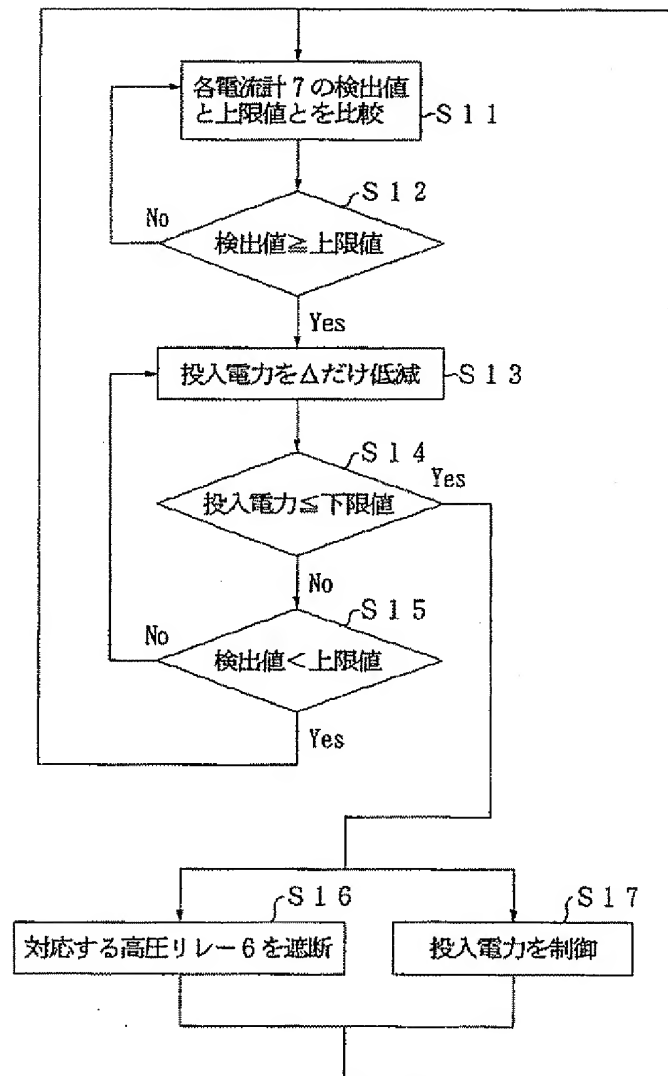 各電流計７の検出値
と上限値とを比較
Ｓ１１
Ｓ１２
No
検出値≧上限値
Yes
投入電力をΔだけ低減
Ｓ１３
Ｓ１４
Yes
投入電力≦下限値
No
Ｓ１５
No
検出値＜上限値
Yes
Ｓ１６
Ｓ１７
対応する高圧リレー６を遮断
投入電力を制御